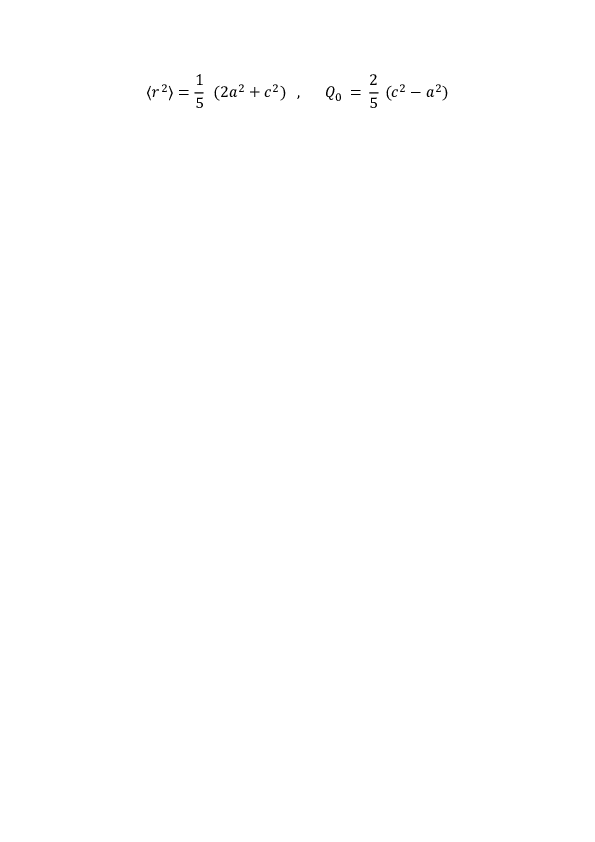 ⟨r²⟩ = 1/5 (2a² + c²) , Q₀ = 2/5 (c² − a²)